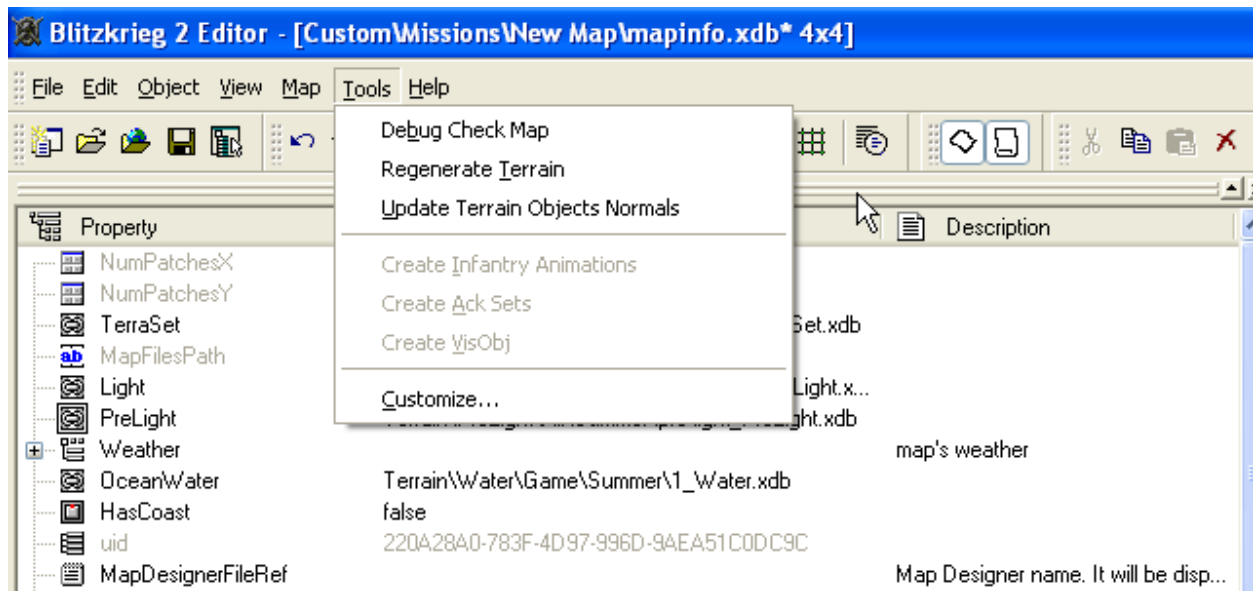 Blitzkrieg 2 Editor - [Custom\Missions\New Map\mapinfo.xdb* 4x4]
File Edit Object View Map Tools Help
Debug Check Map
Regenerate Terrain
Update Terrain Objects Normals
Create Infantry Animations
Create Ack Sets
Create VisObj
Customize...
Property Description
NumPatchesX
NumPatchesY
TerraSet Set.xdb
ab MapFilesPath
Light Light.x...
PreLight ght.xdb
Weather map's weather
OceanWater Terrain\Water\Game\Summer\1_Water.xdb
HasCoast false
uid 220A28A0-783F-4D97-996D-9AEA51C0DC9C
MapDesignerFileRef Map Designer name. It will be disp...